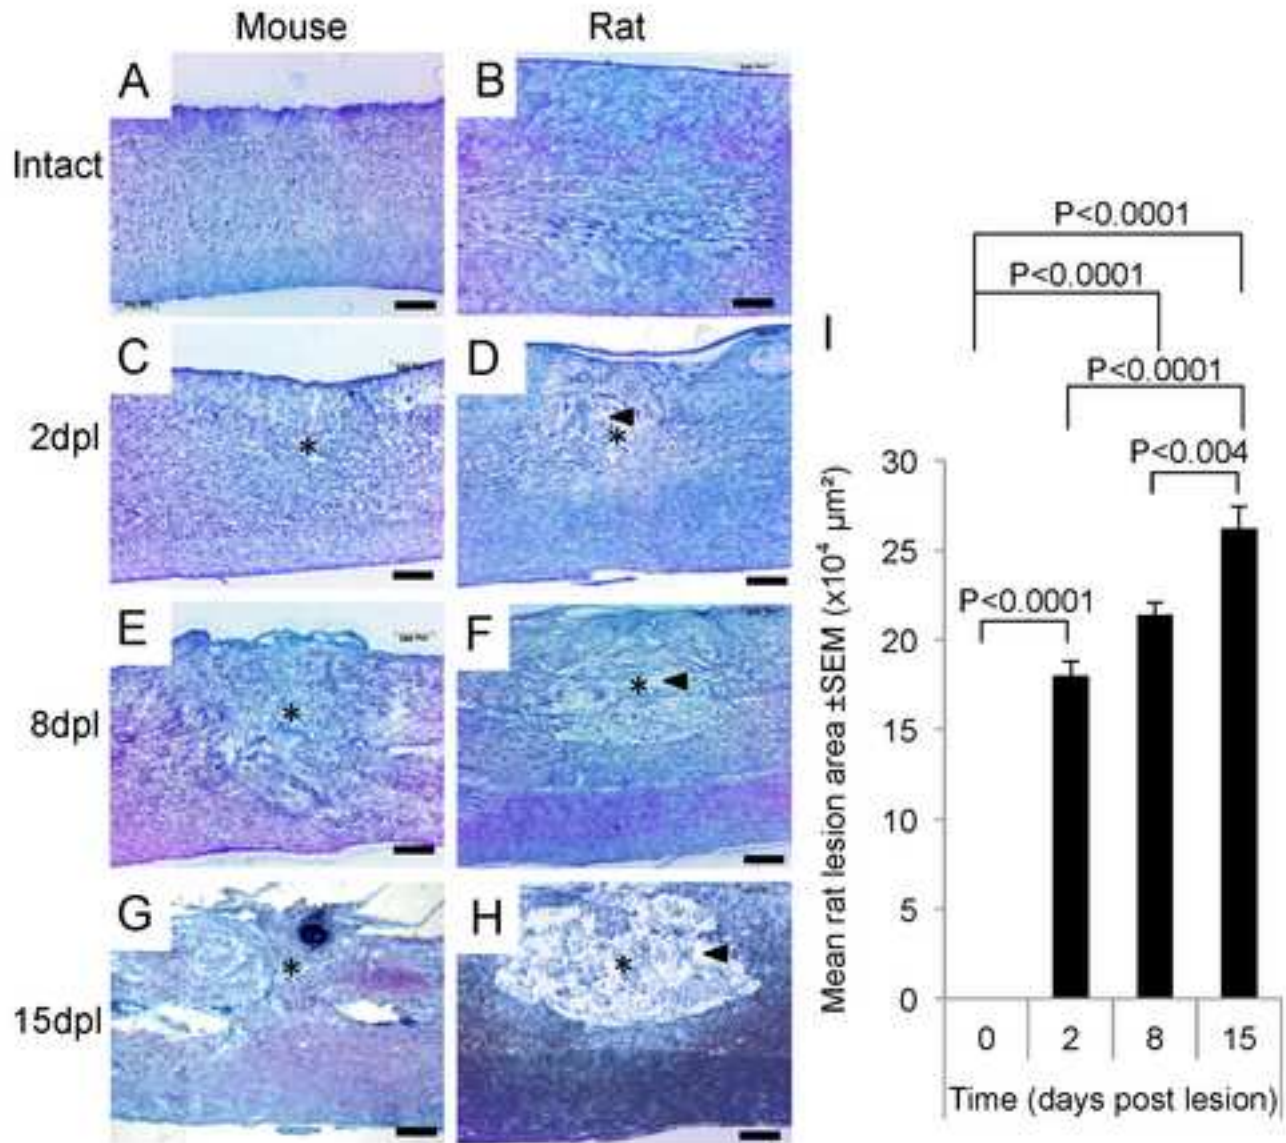 Mouse Rat
A
B
Intact
C
D
2dpl
*
*
E
F
8dpl
*
*
G
H
15dpl
*
*
I
P<0.0001
P<0.0001
P<0.0001
P<0.004
P<0.0001
Mean rat lesion area ±SEM (x10⁴ µm²)
30
25
20
15
10
5
0
0 2 8 15
Time (days post lesion)